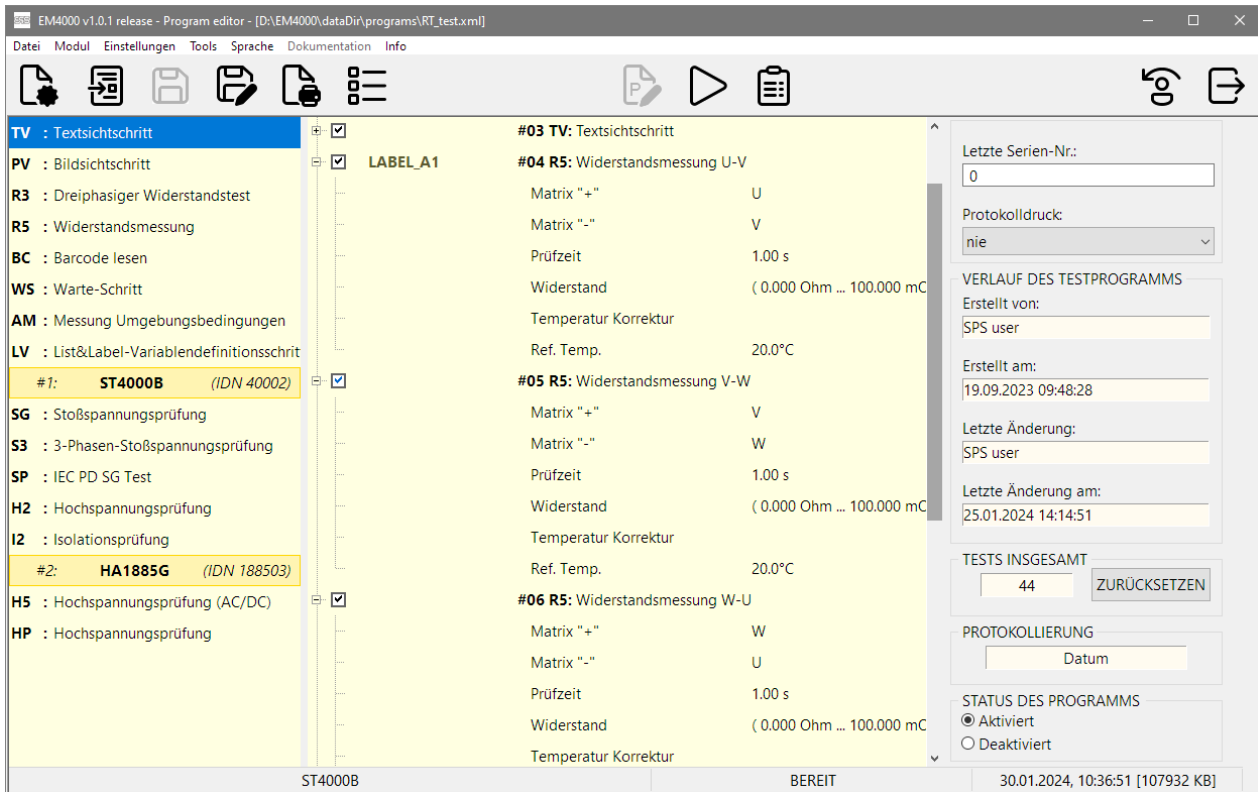 EM4000 v1.0.1 release - Program editor - [D:\EM4000\dataDir\programs\RT_test.xml]
Datei Modul Einstellungen Tools Sprache Dokumentation Info
P
TV : Textsichtschritt
PV : Bildsichtschritt
R3 : Dreiphasiger Widerstandstest
R5 : Widerstandsmessung
BC : Barcode lesen
WS : Warte-Schritt
AM : Messung Umgebungsbedingungen
LV : List&Label-Variablendefinitionsschrit
#1: ST4000B (IDN 40002)
SG : Stoßspannungsprüfung
S3 : 3-Phasen-Stoßspannungsprüfung
SP : IEC PD SG Test
H2 : Hochspannungsprüfung
I2 : Isolationsprüfung
#2: HA1885G (IDN 188503)
H5 : Hochspannungsprüfung (AC/DC)
HP : Hochspannungsprüfung
#03 TV: Textsichtschritt
LABEL_A1 #04 R5: Widerstandsmessung U-V
Matrix "+" U
Matrix "-" V
Prüfzeit 1.00 s
Widerstand ( 0.000 Ohm ... 100.000 mO
Temperatur Korrektur
Ref. Temp. 20.0°C
#05 R5: Widerstandsmessung V-W
Matrix "+" V
Matrix "-" W
Prüfzeit 1.00 s
Widerstand ( 0.000 Ohm ... 100.000 mO
Temperatur Korrektur
Ref. Temp. 20.0°C
#06 R5: Widerstandsmessung W-U
Matrix "+" W
Matrix "-" U
Prüfzeit 1.00 s
Widerstand ( 0.000 Ohm ... 100.000 mO
Temperatur Korrektur
Letzte Serien-Nr.:
0
Protokolldruck:
nie
VERLAUF DES TESTPROGRAMMS
Erstellt von:
SPS user
Erstellt am:
19.09.2023 09:48:28
Letzte Änderung:
SPS user
Letzte Änderung am:
25.01.2024 14:14:51
TESTS INSGESAMT
44 ZURÜCKSETZEN
PROTOKOLLIERUNG
Datum
STATUS DES PROGRAMMS
Aktiviert
Deaktiviert
ST4000B BEREIT 30.01.2024, 10:36:51 [107932 KB]